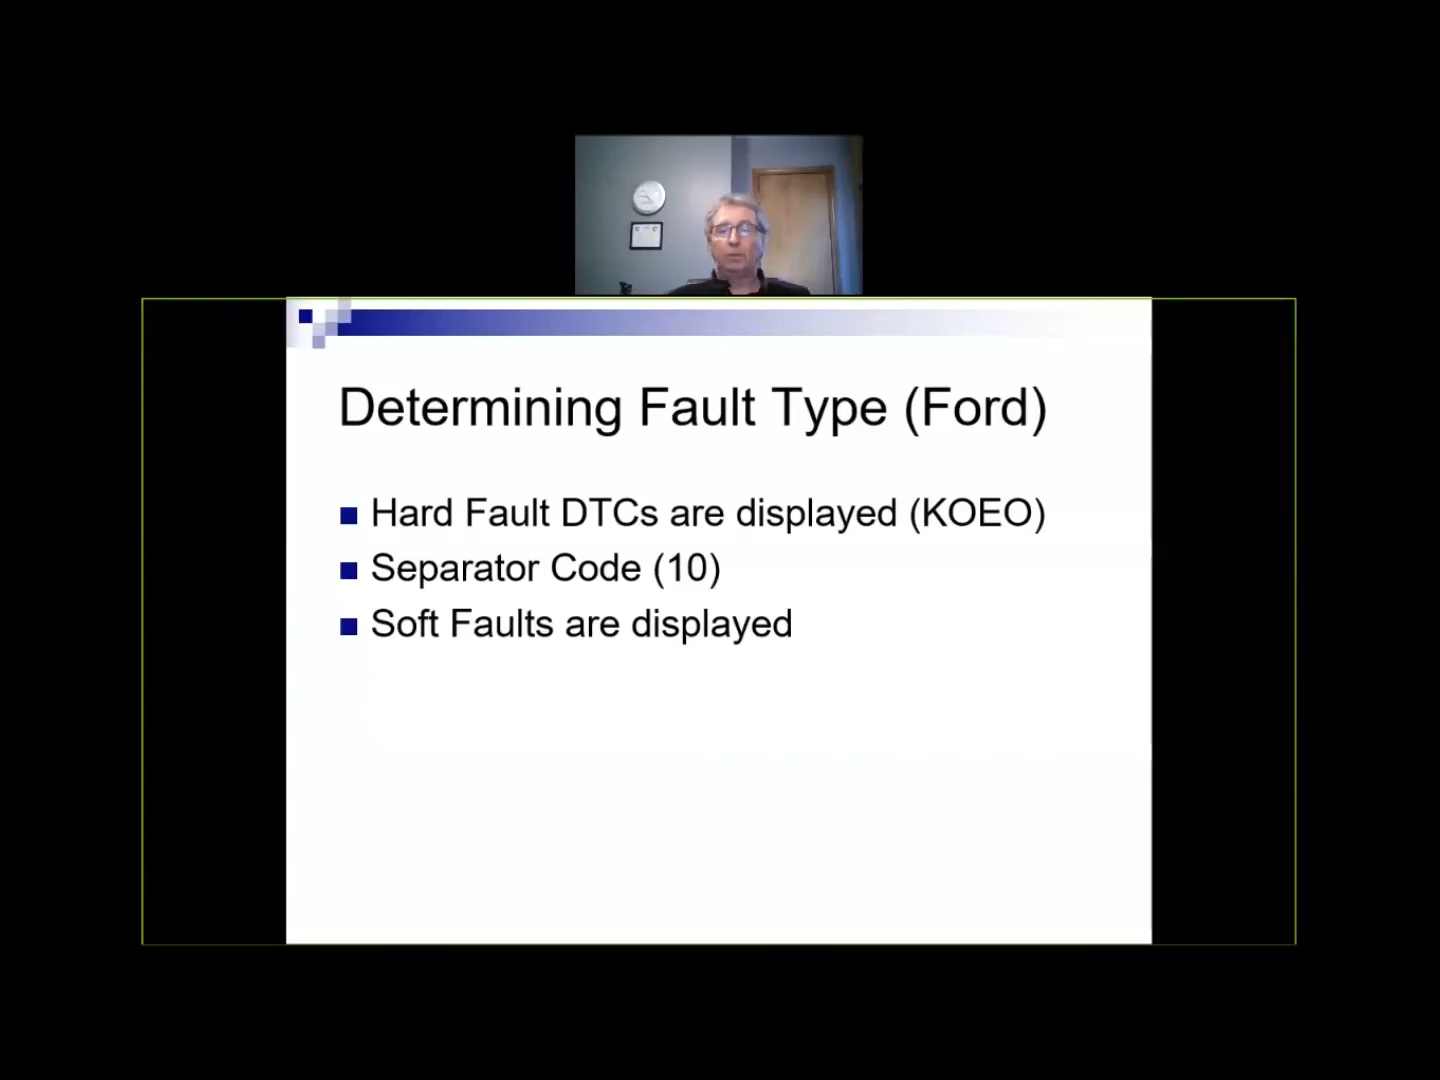 Determining Fault Type (Ford)
Hard Fault DTCs are displayed (KOEO)
Separator Code (10)
Soft Faults are displayed